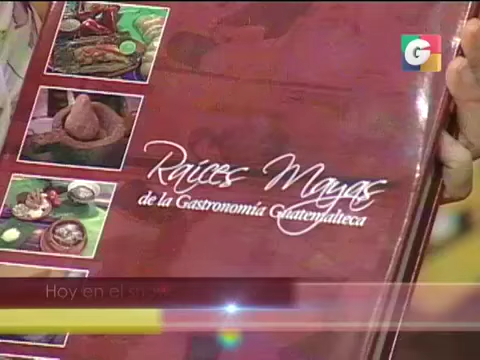 G
Raíces Mayas
de la Gastronomía Guatemalteca
Hoy en el